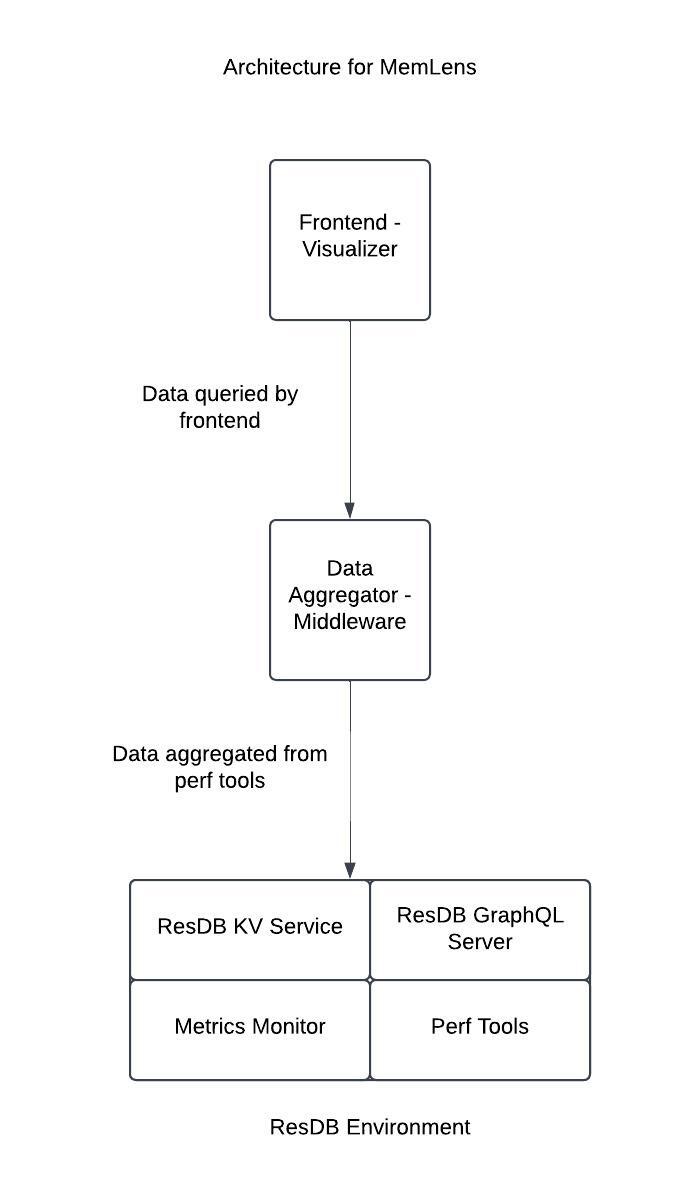 Architecture for MemLens
Frontend -
Visualizer
Data queried by
frontend
Data
Aggregator -
Middleware
Data aggregated from
perf tools
ResDB KV Service
ResDB GraphQL
Server
Metrics Monitor
Perf Tools
ResDB Environment